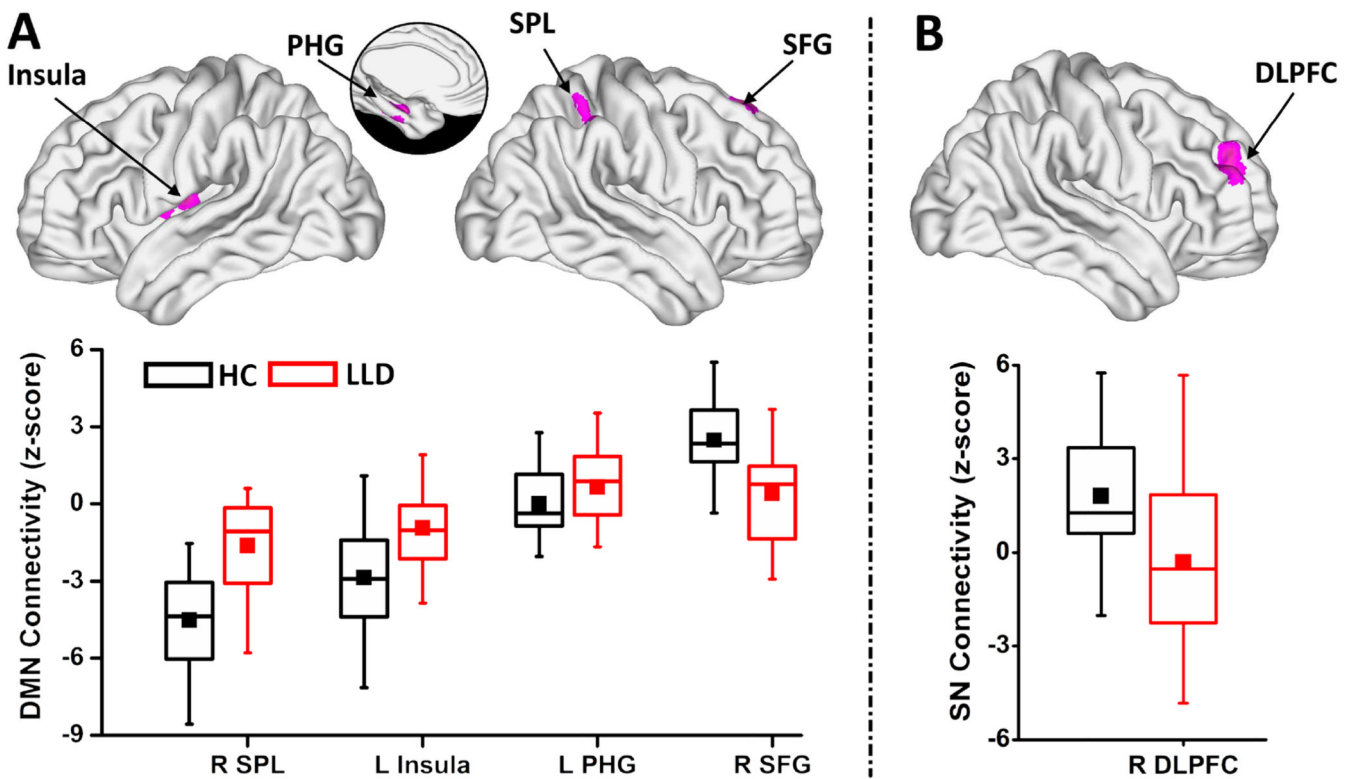 A
PHG
SPL
SFG
Insula
B
DLPFC
DMN Connectivity (z-score)
6
3
0
-3
-6
-9
HC
LLD
R SPL
L Insula
L PHG
R SFG
SN Connectivity (z-score)
6
3
0
-3
-6
R DLPFC